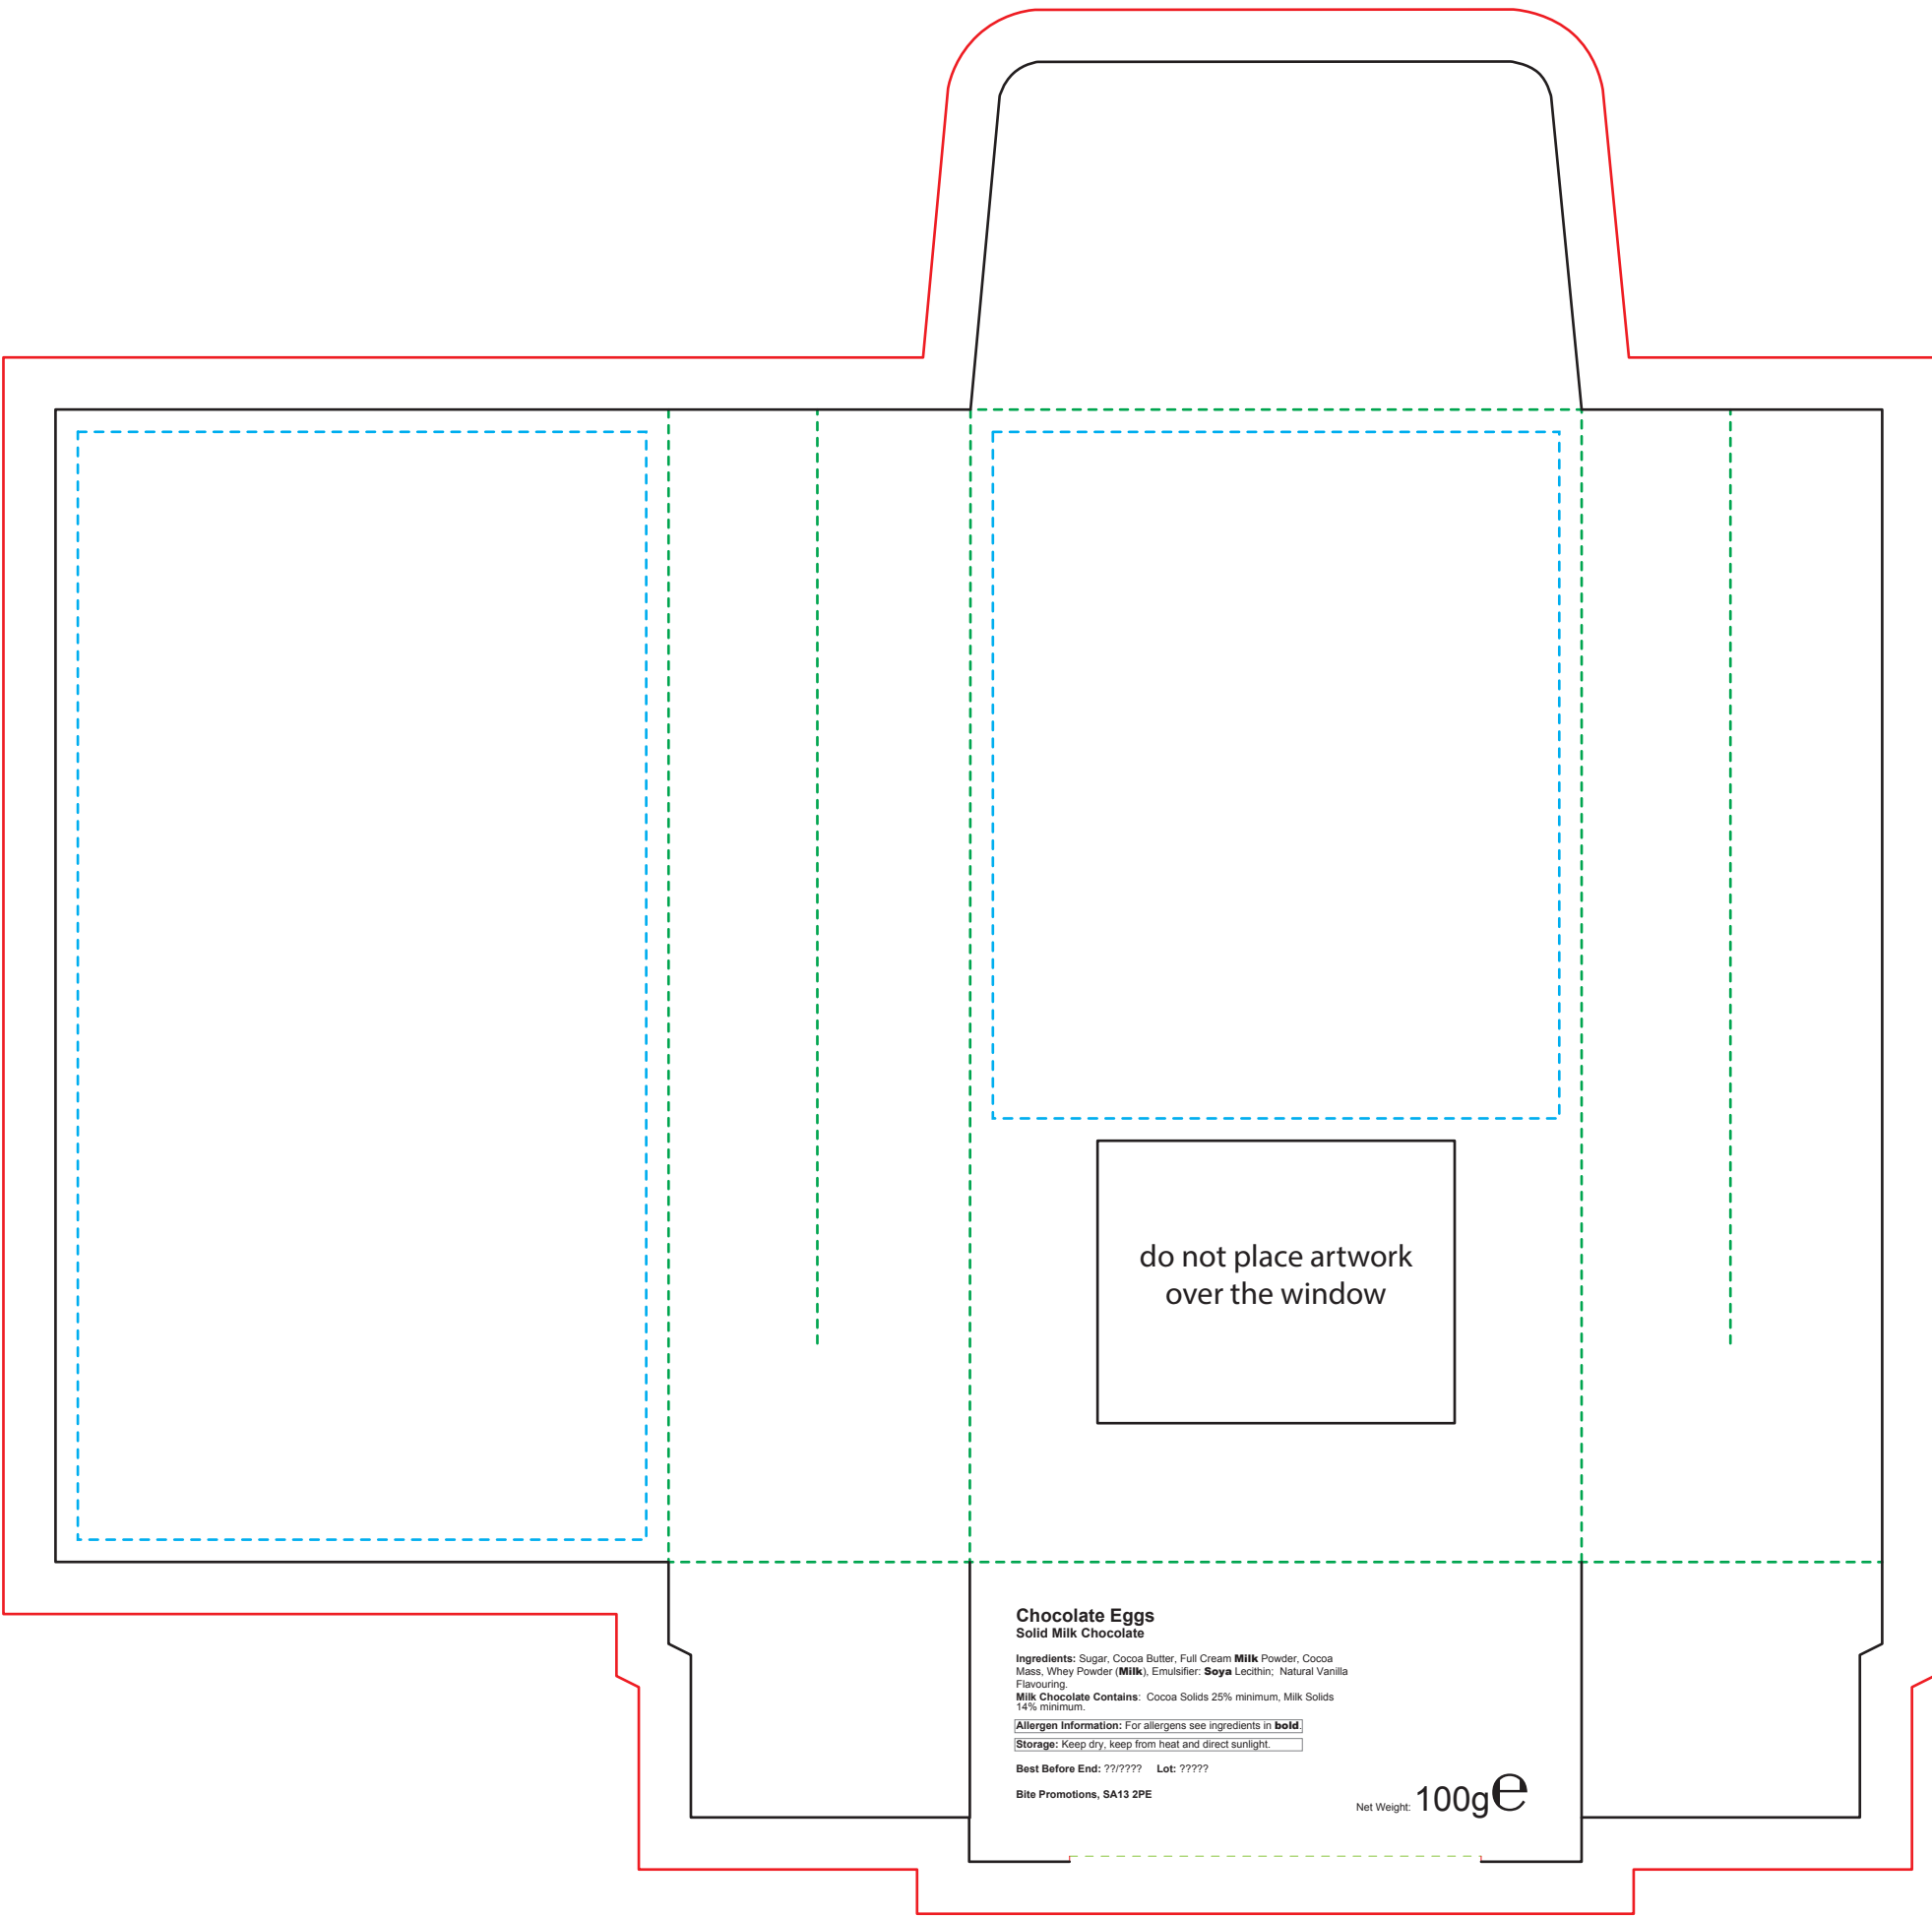 do not place artwork
over the window
Chocolate Eggs
Solid Milk Chocolate
Ingredients: Sugar, Cocoa Butter, Full Cream Milk Powder, Cocoa
Mass, Whey Powder (Milk), Emulsifier: Soya Lecithin; Natural Vanilla
Flavouring.
Milk Chocolate Contains: Cocoa Solids 25% minimum, Milk Solids
14% minimum.
Allergen Information: For allergens see ingredients in bold.
Storage: Keep dry, keep from heat and direct sunlight.
Best Before End: ??/???? Lot: ?????
Bite Promotions, SA13 2PE
Net Weight: 100g℮